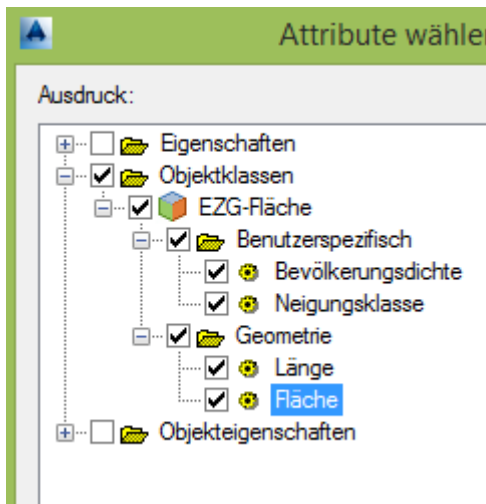 Attribute wähle
Ausdruck:
Eigenschaften
Objektklassen
EZG-Fläche
Benutzerspezifisch
Bevölkerungsdichte
Neigungsklasse
Geometrie
Länge
Fläche
Objekteigenschaften